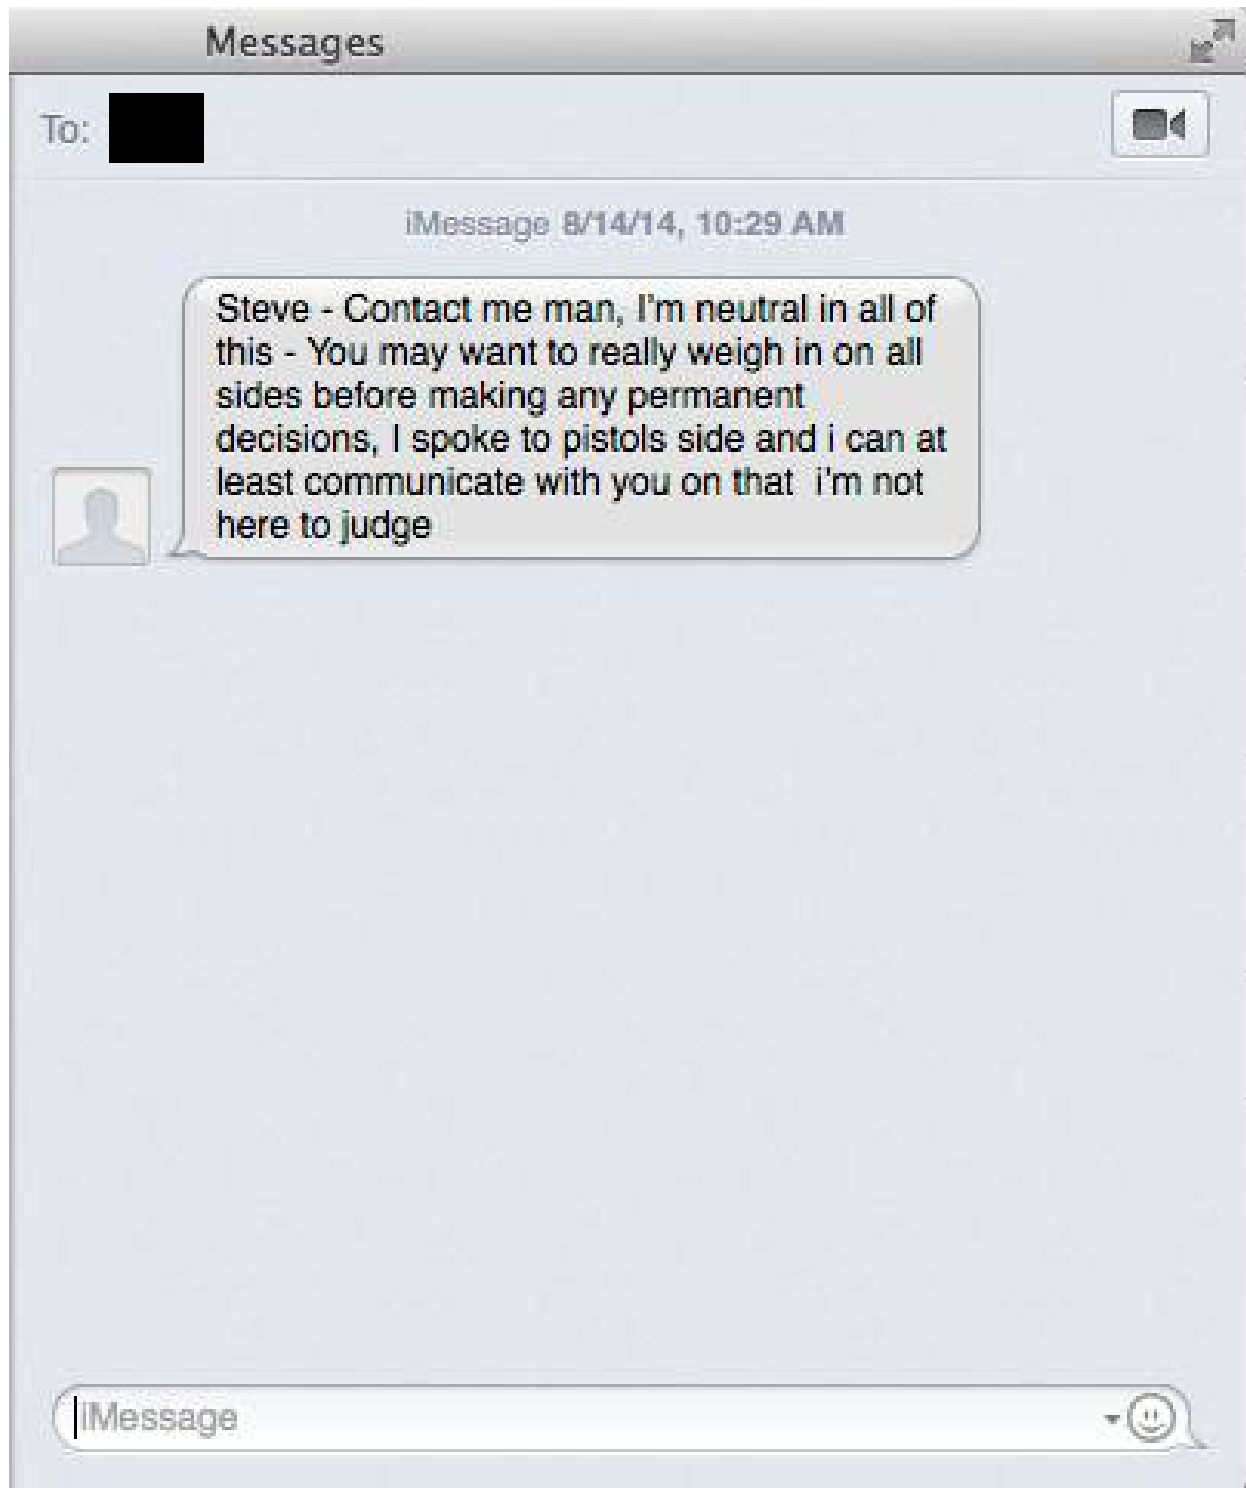 Messages
To:
iMessage 8/14/14, 10:29 AM
Steve - Contact me man, I'm neutral in all of
this - You may want to really weigh in on all
sides before making any permanent
decisions, I spoke to pistols side and i can at
least communicate with you on that  i'm not
here to judge
iMessage